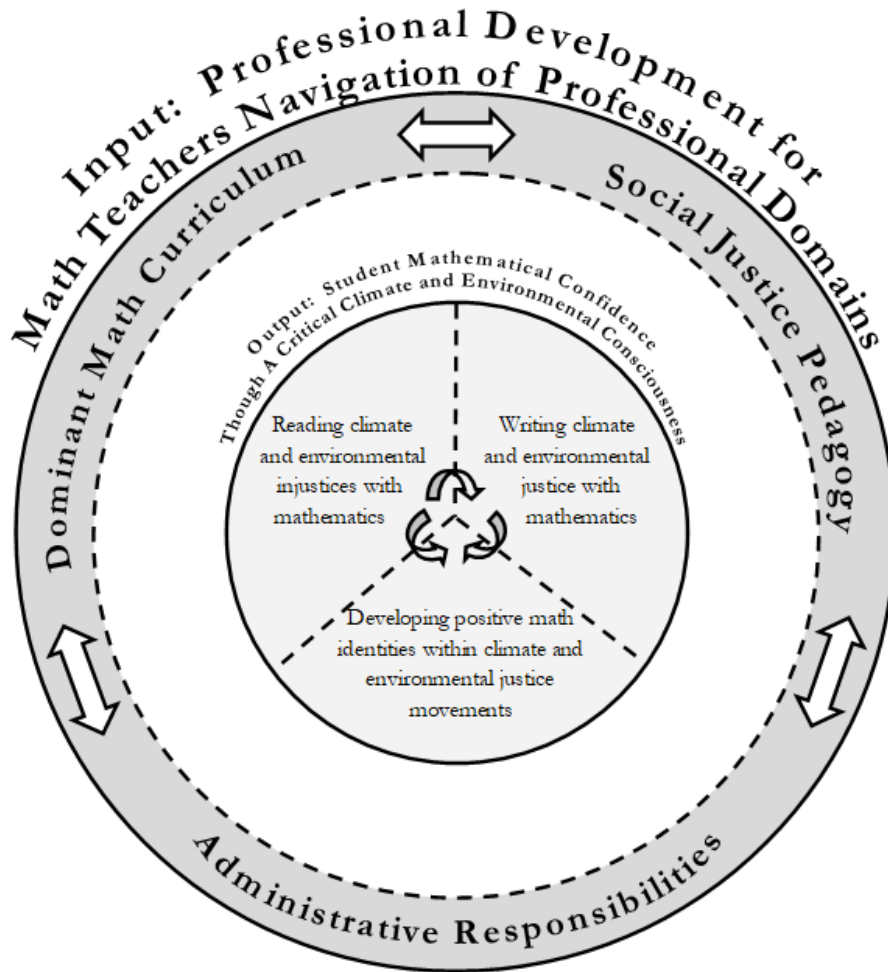 Input: Professional Development for
Math Teachers Navigation of Professional Domains
Dominant Math Curriculum
Social Justice Pedagogy
Administrative Responsibilities
Output: Student Mathematical Confidence
Though A Critical Climate and Environmental Consciousness
Reading climate
and environmental
injustices with
mathematics
Writing climate
and environmental
justice with
mathematics
Developing positive math
identities within climate and
environmental justice
movements